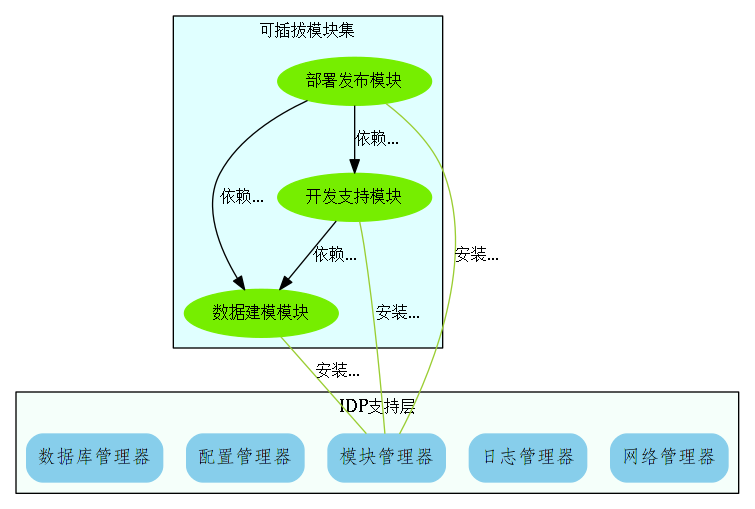 可插拔模块集
部署发布模块
依赖...
开发支持模块
依赖...
依赖...
安装...
数据建模模块
安装...
安装...
IDP支持层
数据库管理器
配置管理器
模块管理器
日志管理器
网络管理器